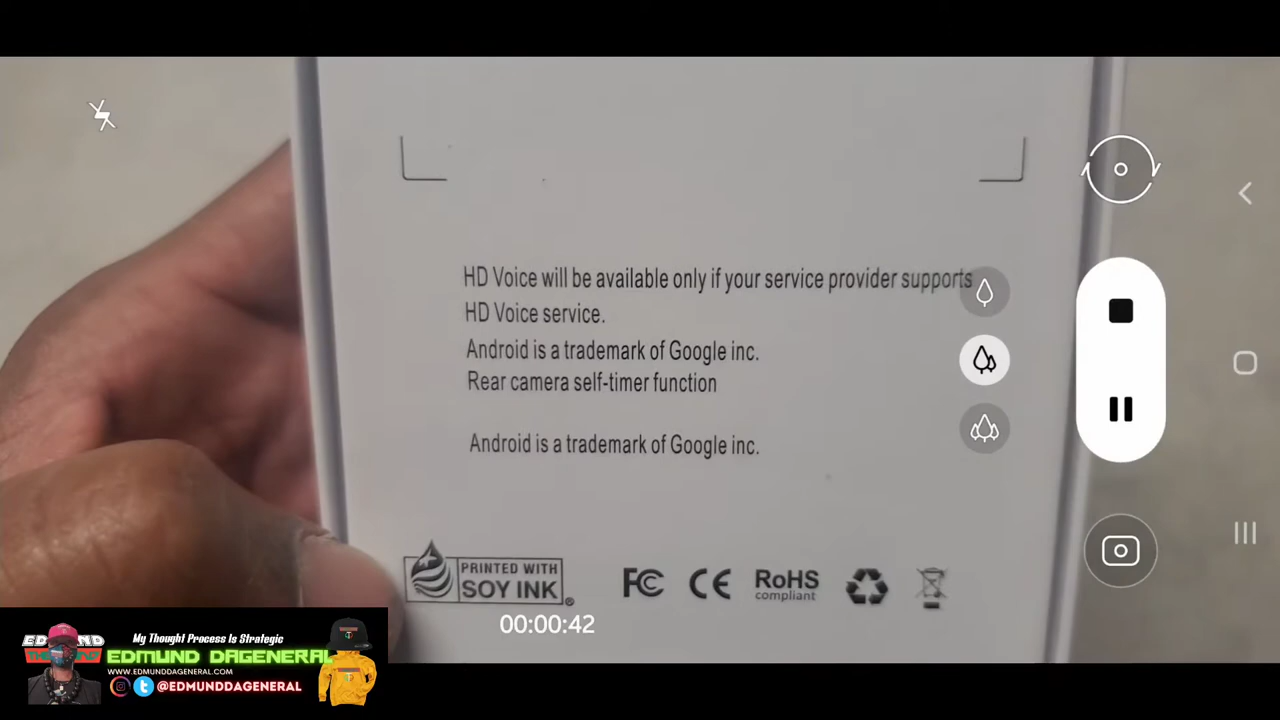 HD Voice will be available only if your service provider supports
HD Voice service.
Android is a trademark of Google inc.
Rear camera self-timer function
Android is a trademark of Google inc.
PRINTED WITH
SOY INK
FC CE RoHS
compliant
00:00:42
My Thought Process Is Strategic
EDMUND DAGENERAL
WWW.EDMUNDDAGENERAL.COM
@EDMUNDDAGENERAL